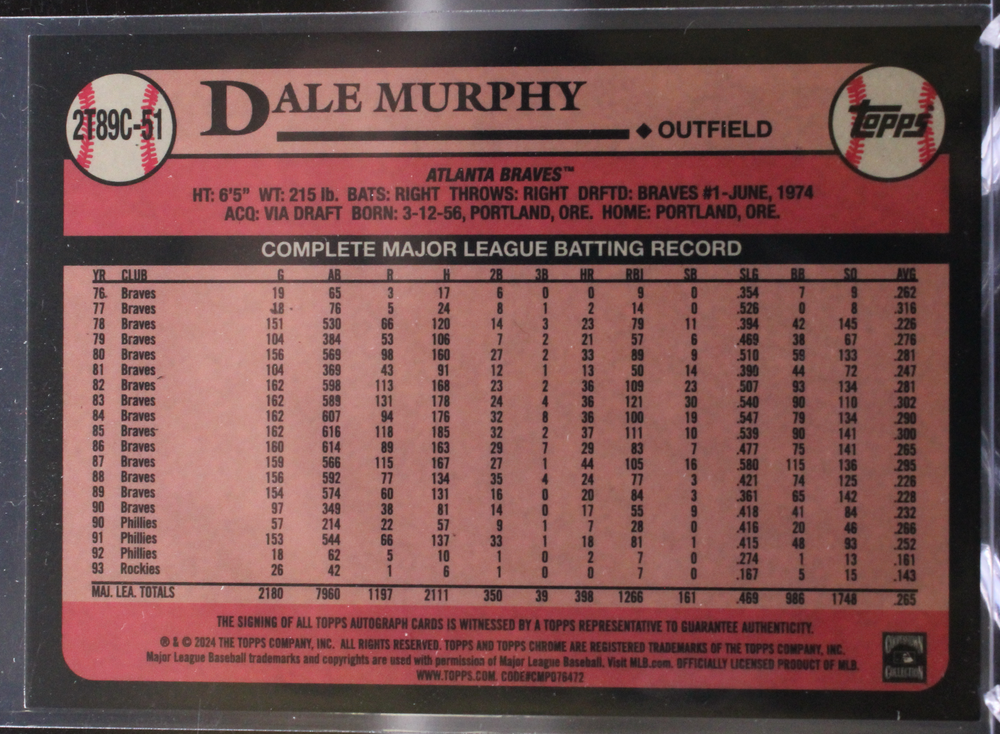 2T89C-51
DALE MURPHY
◆ OUTFIELD
Topps
ATLANTA BRAVES™
HT: 6'5" WT: 215 lb. BATS: RIGHT THROWS: RIGHT DRFTD: BRAVES #1-JUNE, 1974
ACQ: VIA DRAFT BORN: 3-12-56, PORTLAND, ORE. HOME: PORTLAND, ORE.
COMPLETE MAJOR LEAGUE BATTING RECORD
YR CLUB G AB R H 2B 3B HR RBI SB SLG BB SO AVG
76 Braves 19 65 3 17 6 0 0 9 0 .354 7 9 .262
77 Braves 18 76 5 24 8 1 2 14 0 .526 0 8 .316
78 Braves 151 530 66 120 14 3 23 79 11 .394 42 145 .226
79 Braves 104 384 53 106 7 2 21 57 6 .469 38 67 .276
80 Braves 156 569 98 160 27 2 33 89 9 .510 59 133 .281
81 Braves 104 369 43 91 12 1 13 50 14 .390 44 72 .247
82 Braves 162 598 113 168 23 2 36 109 23 .507 93 134 .281
83 Braves 162 589 131 178 24 4 36 121 30 .540 90 110 .302
84 Braves 162 607 94 176 32 8 36 100 19 .547 79 134 .290
85 Braves 162 616 118 185 32 2 37 111 10 .539 90 141 .300
86 Braves 160 614 89 163 29 7 29 83 7 .477 75 141 .265
87 Braves 159 566 115 167 27 1 44 105 16 .580 115 136 .295
88 Braves 156 592 77 134 35 4 24 77 3 .421 74 125 .226
89 Braves 154 574 60 131 16 0 20 84 3 .361 65 142 .228
90 Braves 97 349 38 81 14 0 17 55 9 .418 41 84 .232
90 Phillies 57 214 22 57 9 1 7 28 0 .416 20 46 .266
91 Phillies 153 544 66 137 33 1 18 81 1 .415 48 93 .252
92 Phillies 18 62 5 10 1 0 2 7 0 .274 1 13 .161
93 Rockies 26 42 1 6 1 0 0 7 0 .167 5 15 .143
MAJ. LEA. TOTALS 2180 7960 1197 2111 350 39 398 1266 161 .469 986 1748 .265
THE SIGNING OF ALL TOPPS AUTOGRAPH CARDS IS WITNESSED BY A TOPPS REPRESENTATIVE TO GUARANTEE AUTHENTICITY.
® & © 2024 THE TOPPS COMPANY, INC. ALL RIGHTS RESERVED. TOPPS AND TOPPS CHROME ARE REGISTERED TRADEMARKS OF THE TOPPS COMPANY, INC.
Major League Baseball trademarks and copyrights are used with permission of Major League Baseball. Visit MLB.com. OFFICIALLY LICENSED PRODUCT OF MLB.
WWW.TOPPS.COM. CODE#CMP076472
COLLECTION